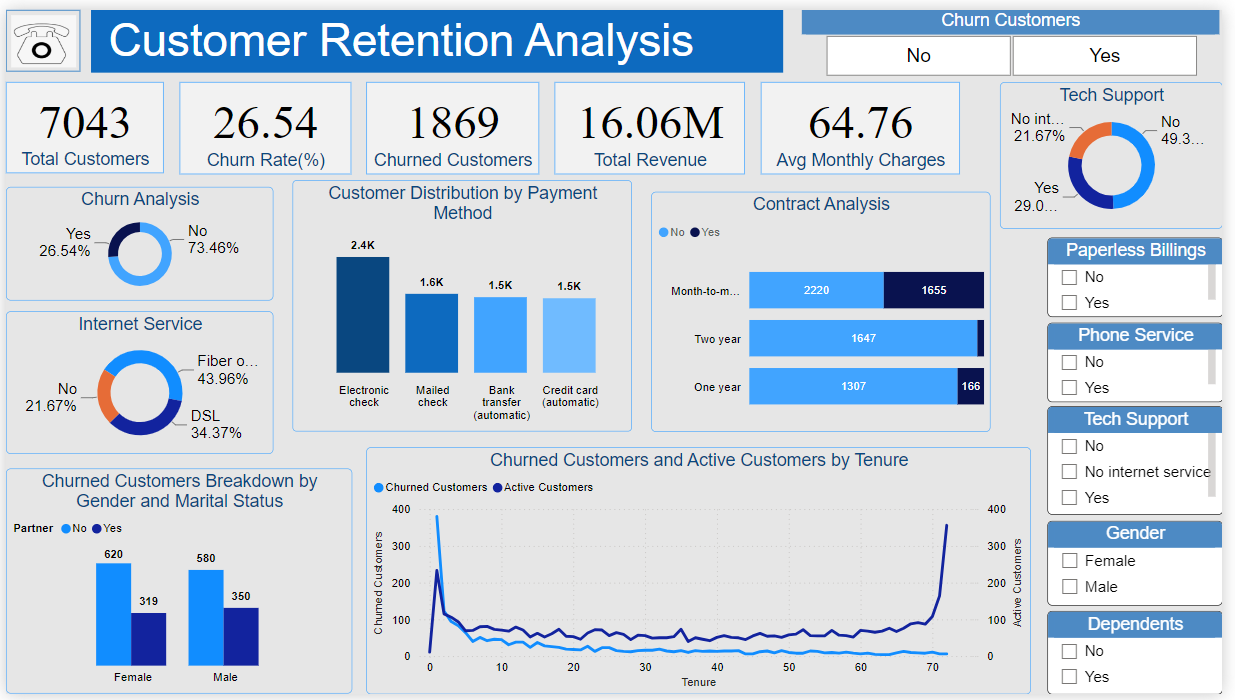 Customer Retention Analysis
Churn Customers
No
Yes
7043
Total Customers
26.54
Churn Rate(%)
1869
Churned Customers
16.06M
Total Revenue
64.76
Avg Monthly Charges
Tech Support
No int...
21.67%
No
49.3...
Yes
29.0...
Churn Analysis
Yes
26.54%
No
73.46%
Customer Distribution by Payment
Method
2.4K
1.6K
1.5K
1.5K
Electronic
check
Mailed
check
Bank
transfer
(automatic)
Credit card
(automatic)
Contract Analysis
No Yes
Month-to-m...
2220
1655
Two year
1647
One year
1307
166
Internet Service
Fiber o...
43.96%
No
21.67%
DSL
34.37%
Paperless Billings
No
Yes
Phone Service
No
Yes
Tech Support
No
No internet service
Yes
Gender
Female
Male
Dependents
No
Yes
Churned Customers Breakdown by
Gender and Marital Status
Partner No Yes
620
319
580
350
Female
Male
Churned Customers and Active Customers by Tenure
Churned Customers Active Customers
Churned Customers
400
300
200
100
0
400
300
200
100
0
Active Customers
0 10 20 30 40 50 60 70
Tenure